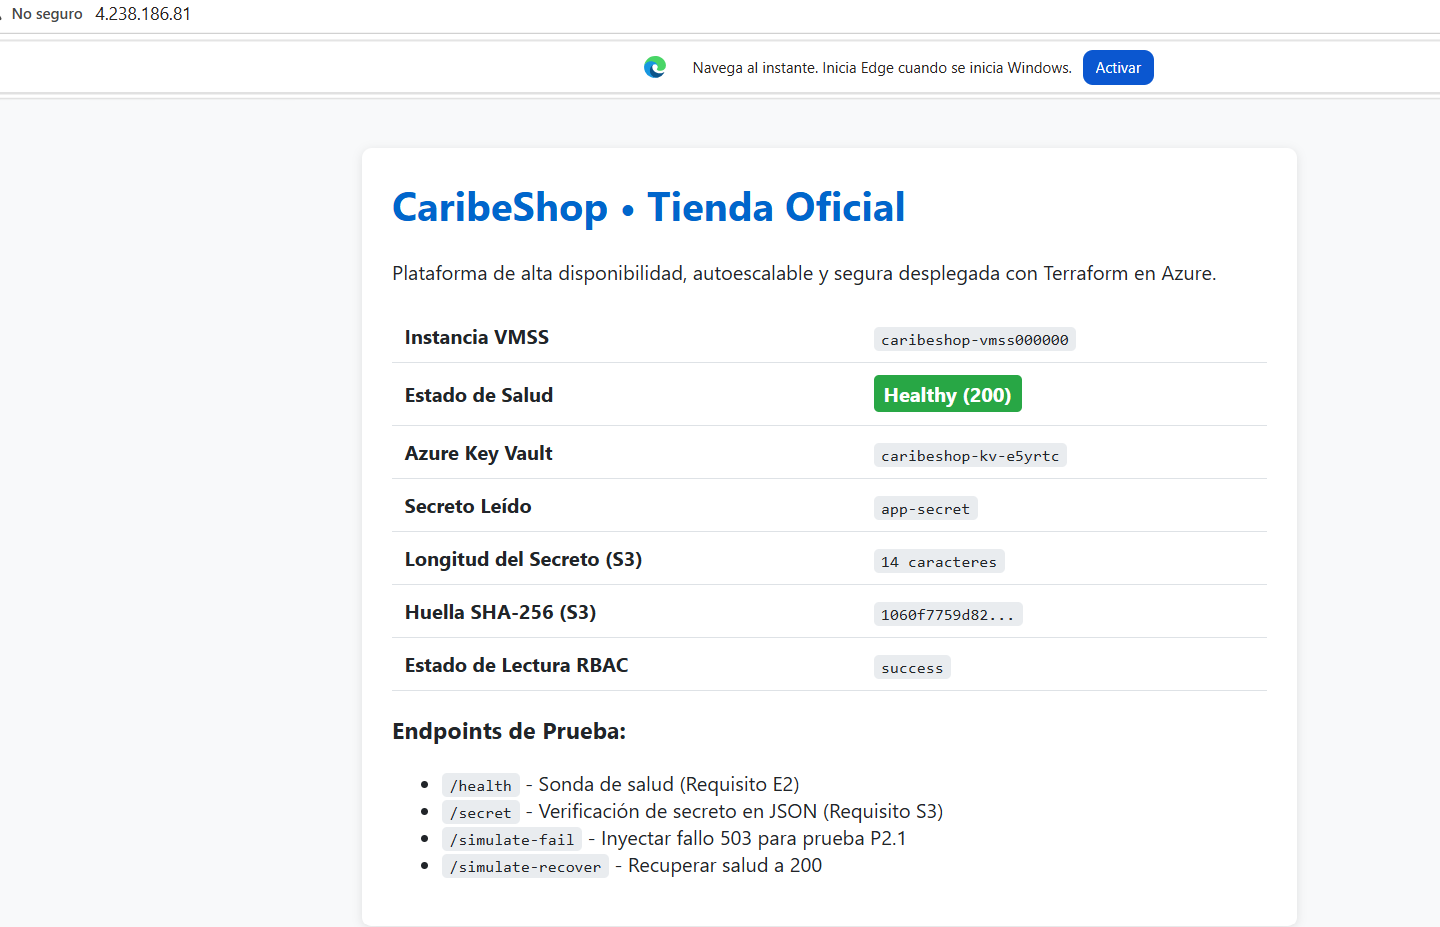 No seguro 4.238.186.81
Navega al instante. Inicia Edge cuando se inicia Windows. Activar
CaribeShop • Tienda Oficial
Plataforma de alta disponibilidad, autoescalable y segura desplegada con Terraform en Azure.
Instancia VMSS caribeshop-vmss000000
Estado de Salud Healthy (200)
Azure Key Vault caribeshop-kv-e5yrtc
Secreto Leído app-secret
Longitud del Secreto (S3) 14 caracteres
Huella SHA-256 (S3) 1060f7759d82...
Estado de Lectura RBAC success
Endpoints de Prueba:
• /health - Sonda de salud (Requisito E2)
• /secret - Verificación de secreto en JSON (Requisito S3)
• /simulate-fail - Inyectar fallo 503 para prueba P2.1
• /simulate-recover - Recuperar salud a 200